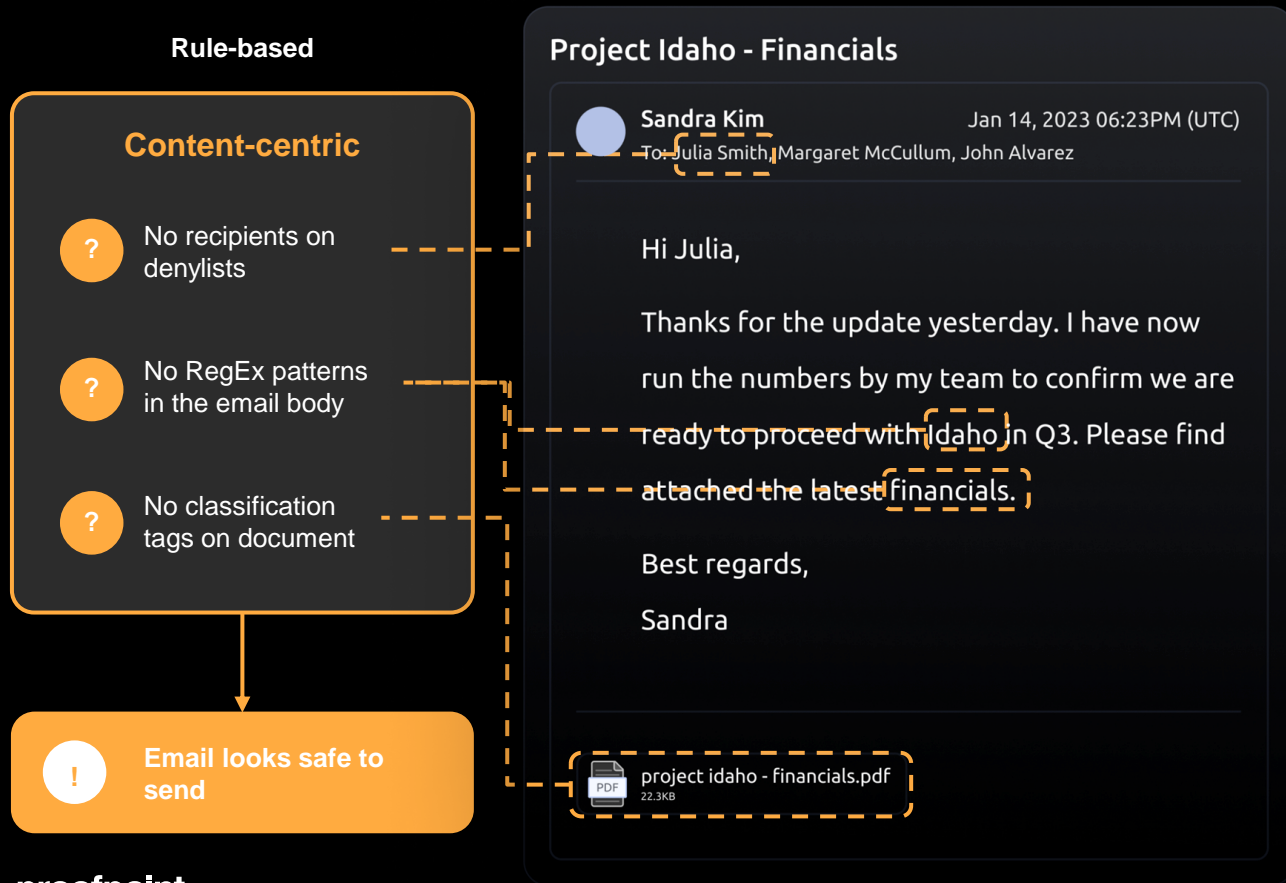 Rule-based
Content-centric
?
No recipients on
denylists
?
No RegEx patterns
in the email body
?
No classification
tags on document
!
Email looks safe to
send
Project Idaho - Financials
Sandra Kim
Jan 14, 2023 06:23PM (UTC)
To: Julia Smith, Margaret McCullum, John Alvarez
Hi Julia,
Thanks for the update yesterday. I have now
run the numbers by my team to confirm we are
ready to proceed with Idaho in Q3. Please find
attached the latest financials.
Best regards,
Sandra
PDF
project idaho - financials.pdf
22.3KB
proofpoint